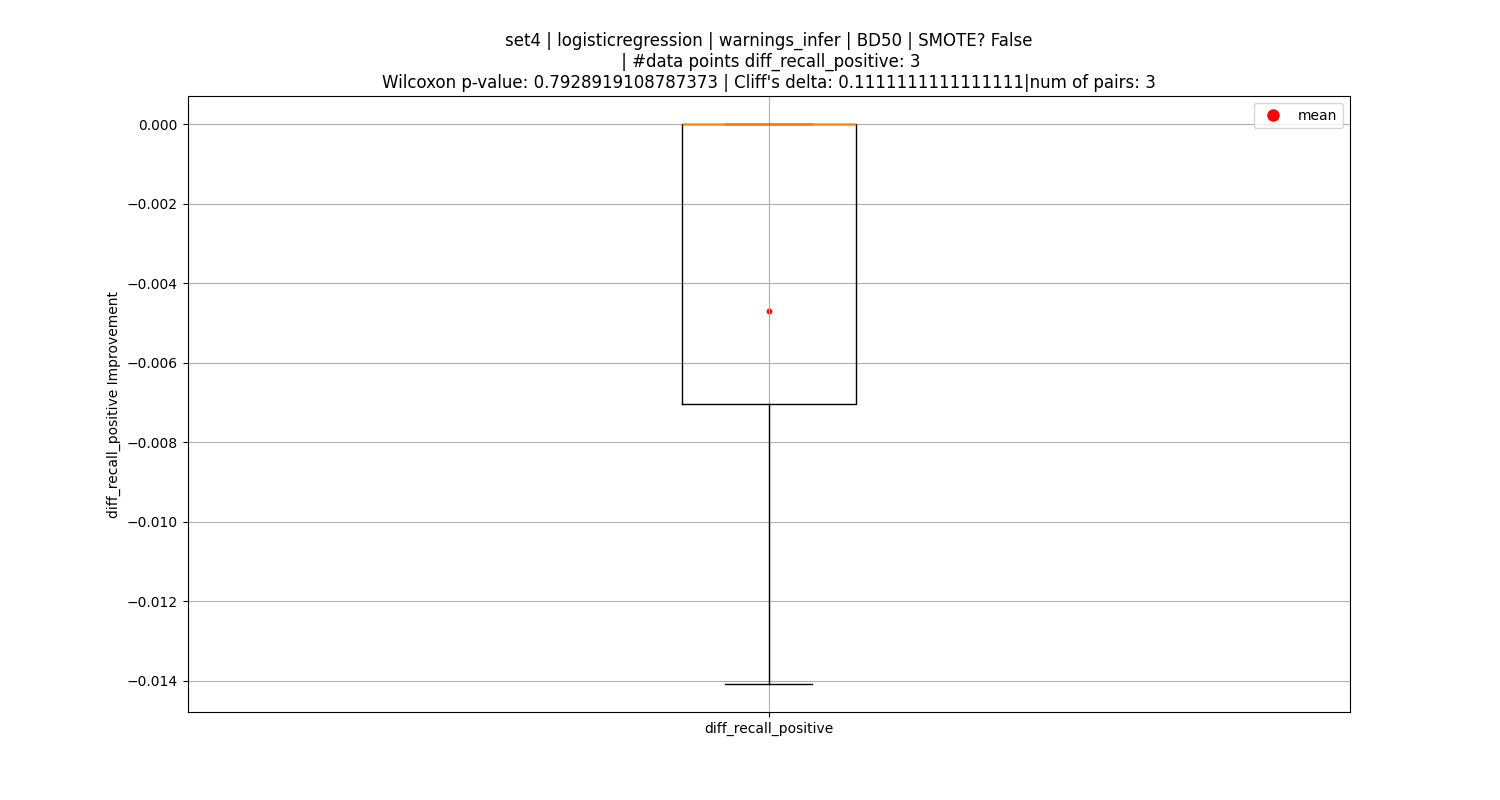 set4 | logisticregression | warnings_infer | BD50 | SMOTE? False
| #data points diff_recall_positive: 3
Wilcoxon p-value: 0.7928919108787373 | Cliff's delta: 0.1111111111111111|num of pairs: 3
mean
0.000
−0.002
−0.004
−0.006
−0.008
−0.010
−0.012
−0.014
diff_recall_positive Improvement
diff_recall_positive